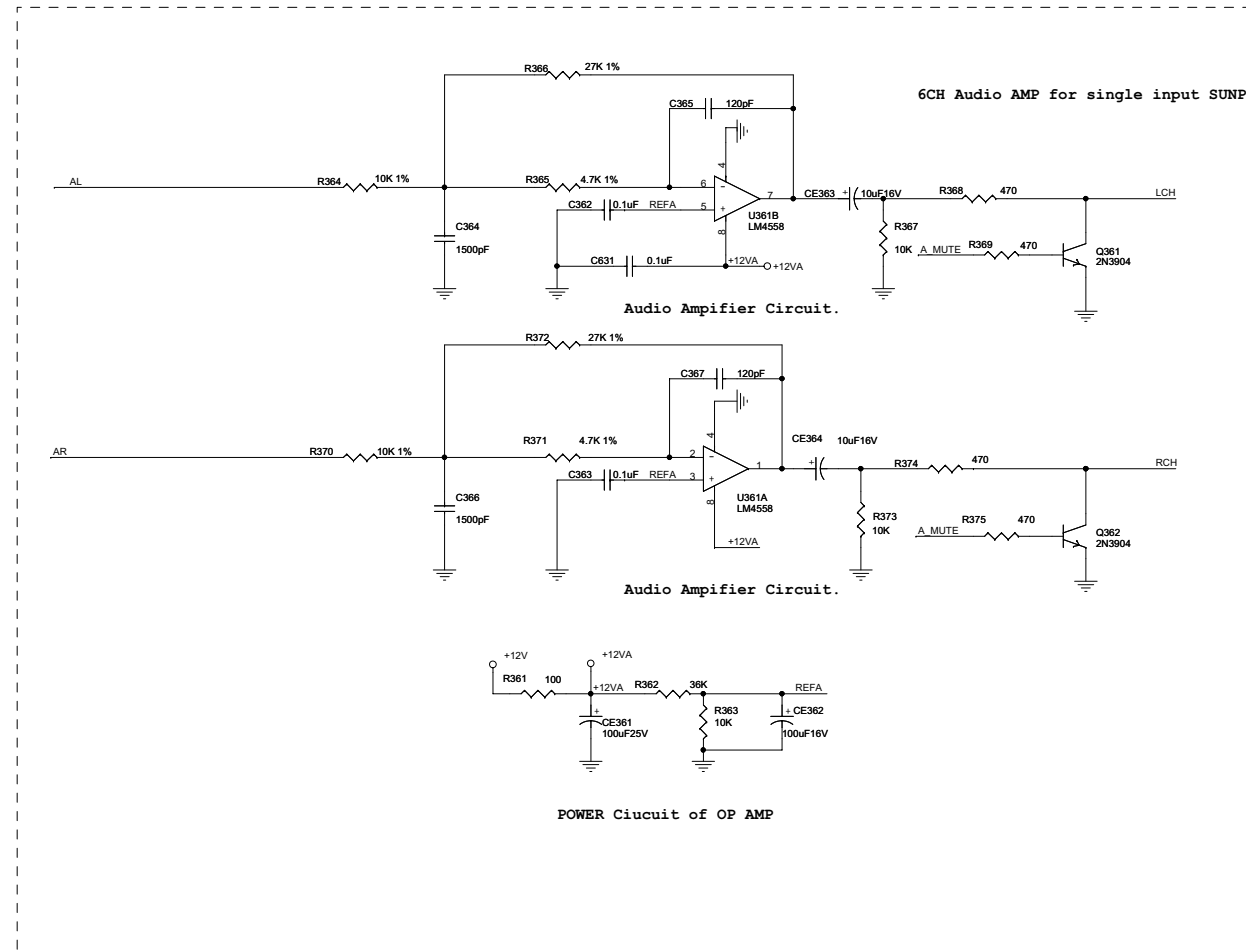 R366 27K 1%
C365 120pF
6CH Audio AMP for single input SUNP
4
AL
R364 10K 1%
R365 4.7K 1%
6
7
5
8
-
+
C362 0.1uF REFA
U361B
LM4558
CE363 + 10uF16V
R368 470
LCH
C364
1500pF
R367
10K
A_MUTE R369 470
Q361
2N3904
C631 0.1uF
+12VA
+12VA
Audio Ampifier Circuit.
R372 27K 1%
C367 120pF
4
AR
R370 10K 1%
R371 4.7K 1%
2
1
3
8
-
+
C363 0.1uF REFA
U361A
LM4558
CE364 10uF16V
+
R374 470
RCH
C366
1500pF
R373
10K
A_MUTE R375 470
Q362
2N3904
+12VA
Audio Ampifier Circuit.
+12V +12VA
R361 100
+12VA
R362 36K
REFA
+
CE361
100uF25V
R363
10K
+ CE362
100uF16V
POWER Ciucuit of OP AMP